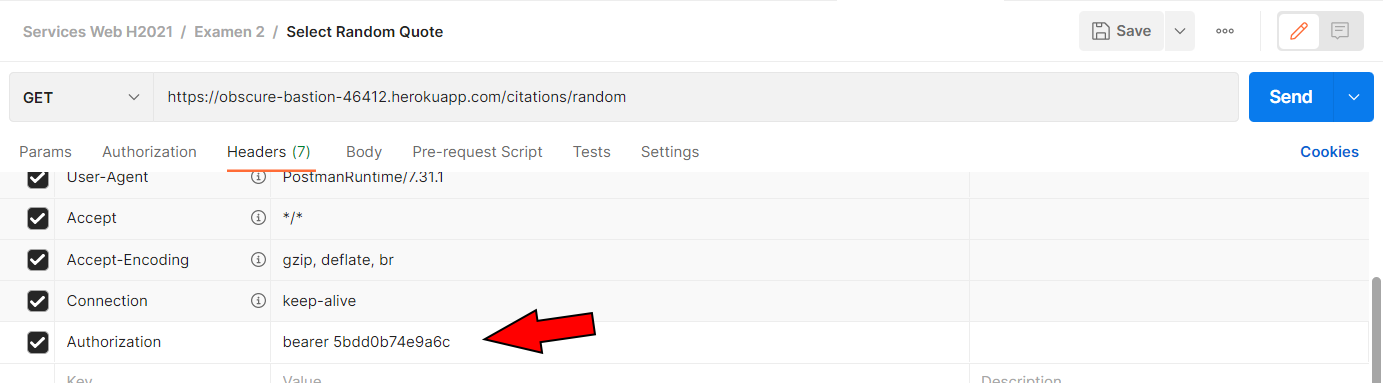 Services Web H2021 / Examen 2 / Select Random Quote
Save
GET
https://obscure-bastion-46412.herokuapp.com/citations/random
Send
Params Authorization Headers (7) Body Pre-request Script Tests Settings Cookies
User-Agent PostmanRuntime/7.31.1
Accept */*
Accept-Encoding gzip, deflate, br
Connection keep-alive
Authorization bearer 5bdd0b74e9a6c
Key Value Description